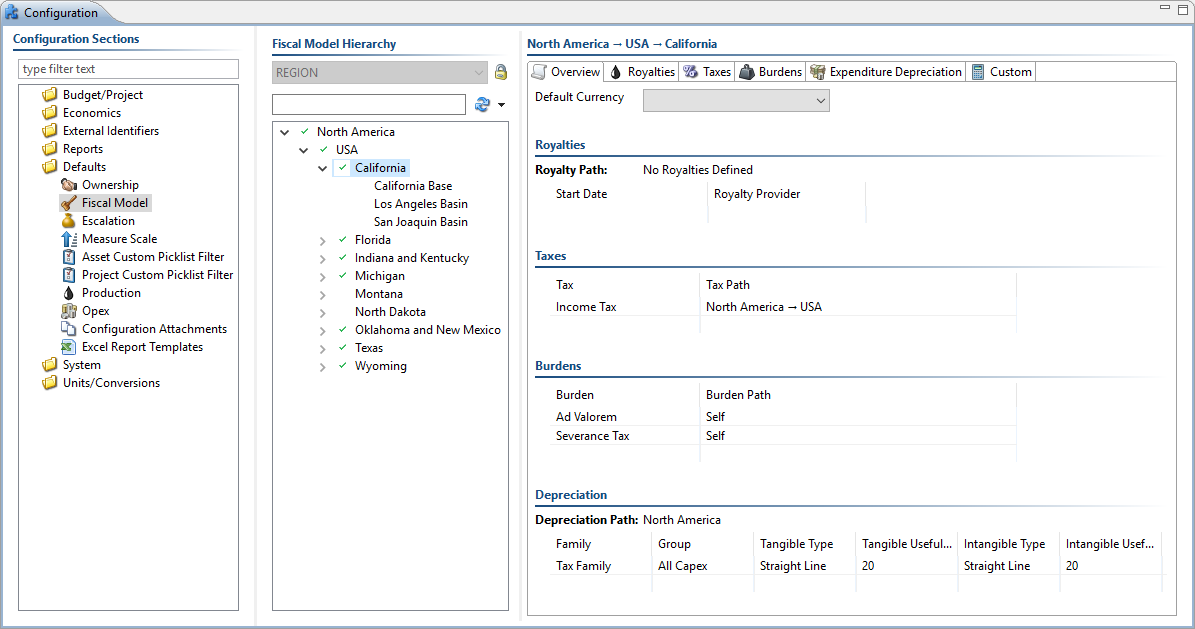 Configuration
Configuration Sections
type filter text
Budget/Project
Economics
External Identifiers
Reports
Defaults
Ownership
Fiscal Model
Escalation
Measure Scale
Asset Custom Picklist Filter
Project Custom Picklist Filter
Production
Opex
Configuration Attachments
Excel Report Templates
System
Units/Conversions
Fiscal Model Hierarchy
REGION
North America
USA
California
California Base
Los Angeles Basin
San Joaquin Basin
Florida
Indiana and Kentucky
Michigan
Montana
North Dakota
Oklahoma and New Mexico
Texas
Wyoming
North America → USA → California
Overview Royalties Taxes Burdens Expenditure Depreciation Custom
Default Currency
Royalties
Royalty Path: No Royalties Defined
Start Date Royalty Provider
Taxes
Tax Tax Path
Income Tax North America → USA
Burdens
Burden Burden Path
Ad Valorem Self
Severance Tax Self
Depreciation
Depreciation Path: North America
Family Group Tangible Type Tangible Useful... Intangible Type Intangible Usef...
Tax Family All Capex Straight Line 20 Straight Line 20